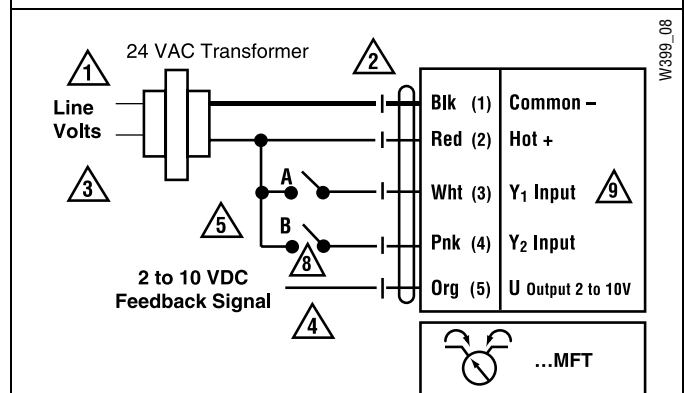 W399_08
24 VAC Transformer
1
2
Line
Volts
3
Blk (1) Common –
Red (2) Hot +
A
Wht (3) Y1 Input
9
5
B
8
Pnk (4) Y2 Input
2 to 10 VDC
Feedback Signal
4
Org (5) U Output 2 to 10V
...MFT